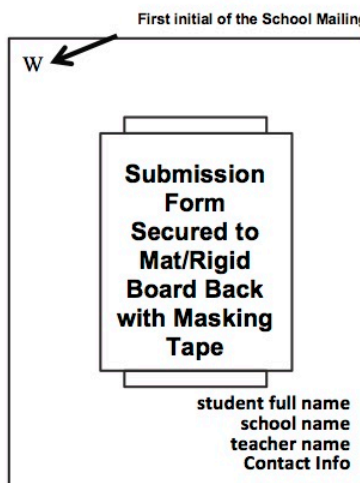 First initial of the School Mailing
W
Submission
Form
Secured to
Mat/Rigid
Board Back
with Masking
Tape
student full name
school name
teacher name
Contact Info